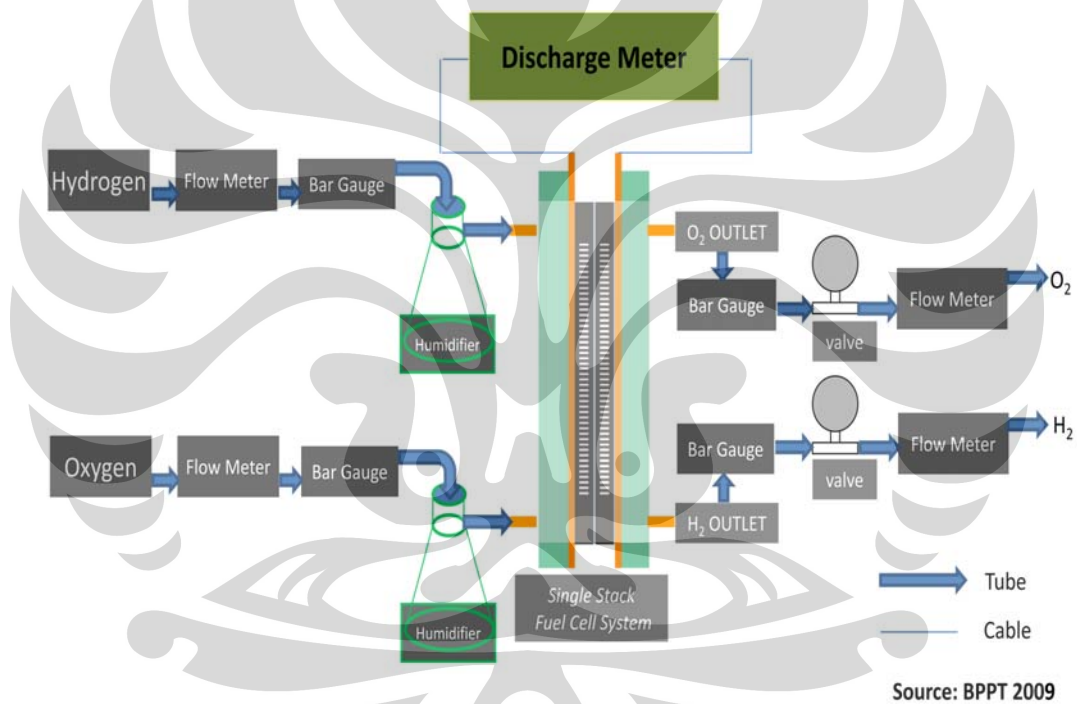 Discharge Meter
Hydrogen
Flow Meter
Bar Gauge
Humidifier
O₂ OUTLET
Bar Gauge
valve
Flow Meter
O₂
Oxygen
Flow Meter
Bar Gauge
Humidifier
Bar Gauge
H₂ OUTLET
valve
Flow Meter
H₂
Single Stack
Fuel Cell System
Tube
Cable
Source: BPPT 2009